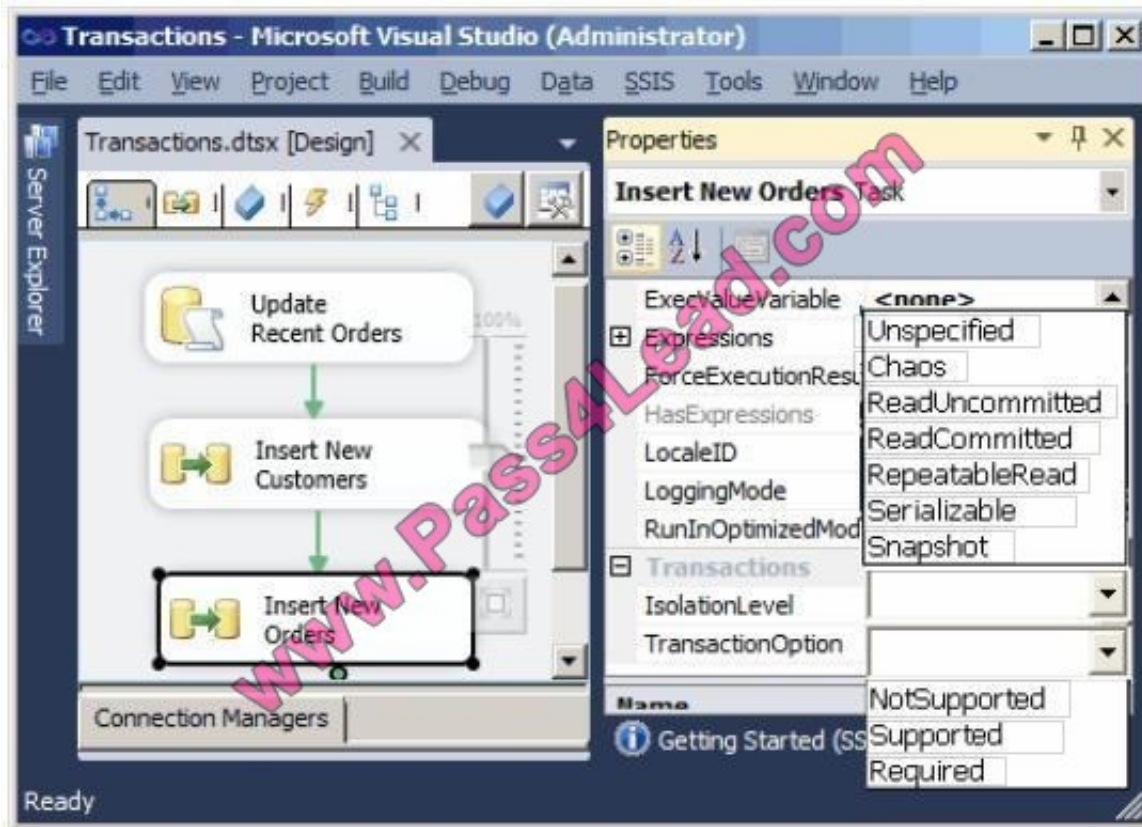 Transactions - Microsoft Visual Studio (Administrator)
File Edit View Project Build Debug Data SSIS Tools Window Help
Server Explorer
Transactions.dtsx [Design]
Update
Recent Orders
100%
Insert New
Customers
Insert New
Orders
Connection Managers
Ready
Properties
Insert New Orders Task
ExecValueVariable <none>
Expressions
ForceExecutionResu
HasExpressions
LocaleID
LoggingMode
RunInOptimizedMod
Unspecified
Chaos
ReadUncommitted
ReadCommitted
RepeatableRead
Serializable
Snapshot
Transactions
IsolationLevel
TransactionOption
NotSupported
Supported
Required
Name
Getting Started (SS
www.Pass4Lead.com